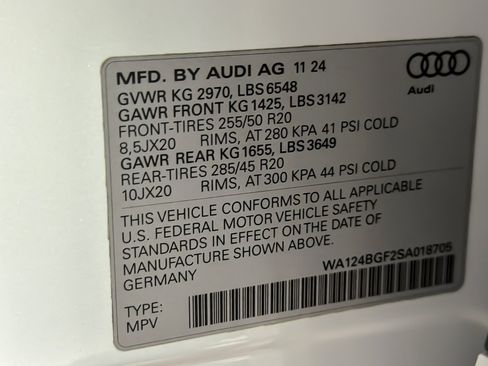 MFD. BY AUDI AG 11 24
GVWR KG 2970, LBS 6548
GAWR FRONT KG 1425, LBS 3142
FRONT-TIRES 255/50 R20
8,5JX20 RIMS, AT 280 KPA 41 PSI COLD
GAWR REAR KG 1655, LBS 3649
REAR-TIRES 285/45 R20
10JX20 RIMS, AT 300 KPA 44 PSI COLD
THIS VEHICLE CONFORMS TO ALL APPLICABLE
U.S. FEDERAL MOTOR VEHICLE SAFETY
STANDARDS IN EFFECT ON THE DATE OF
MANUFACTURE SHOWN ABOVE.
GERMANY
Audi
WA124BGF2SA018705
TYPE:
MPV